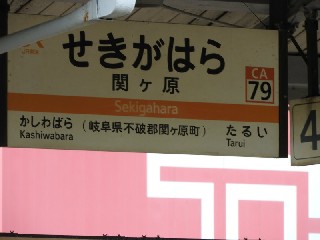 せきがはら
関ケ原
CA
79
Sekigahara
かしわばら
Kashiwabara
(岐阜県不破郡関ケ原町)
たるい
Tarui
4